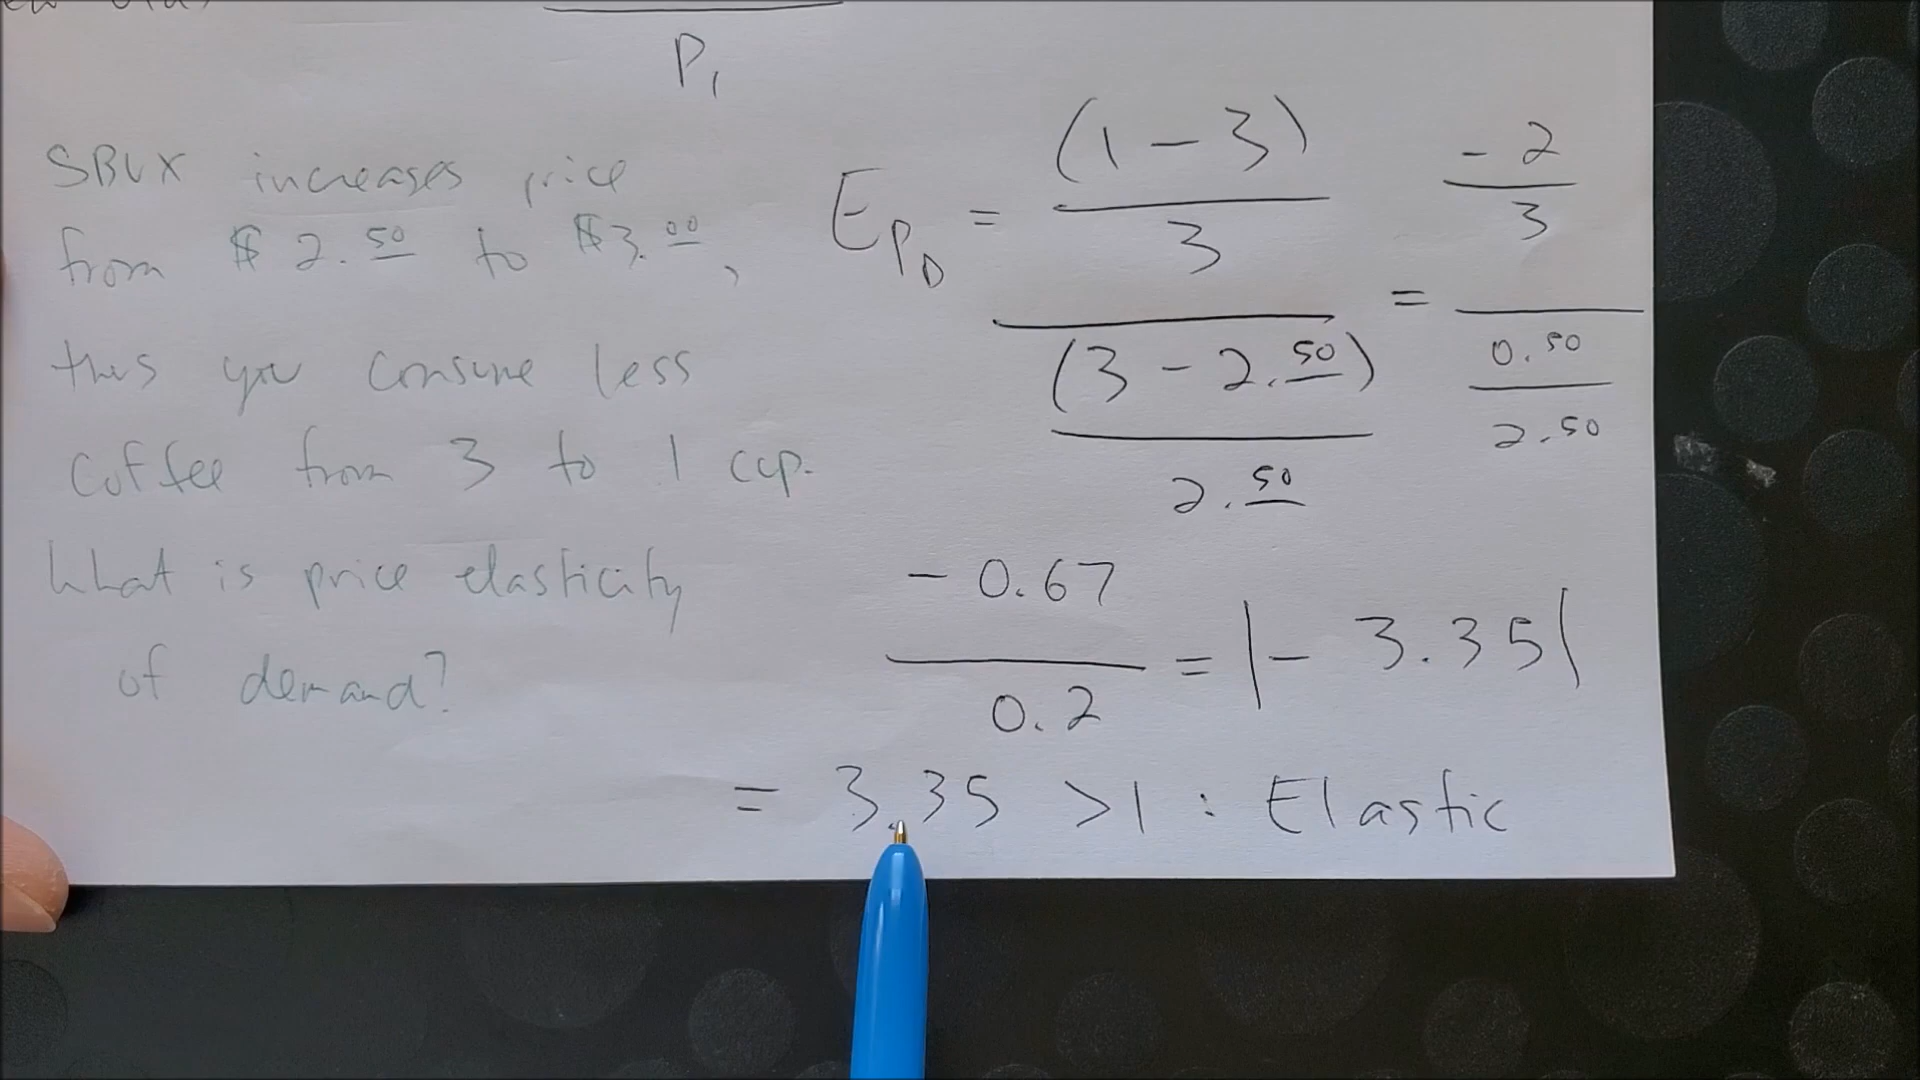 P1
SBUX increases price
from $ 2.50 to $3.00,
thus you consume less
coffee from 3 to 1 cup.
What is price elasticity
of demand?
EPD = (1 - 3) / 3 / (3 - 2.50) / 2.50 = - 2 / 3 / 0.50 / 2.50
- 0.67 / 0.2 = |- 3.35|
= 3.35 >1 : Elastic